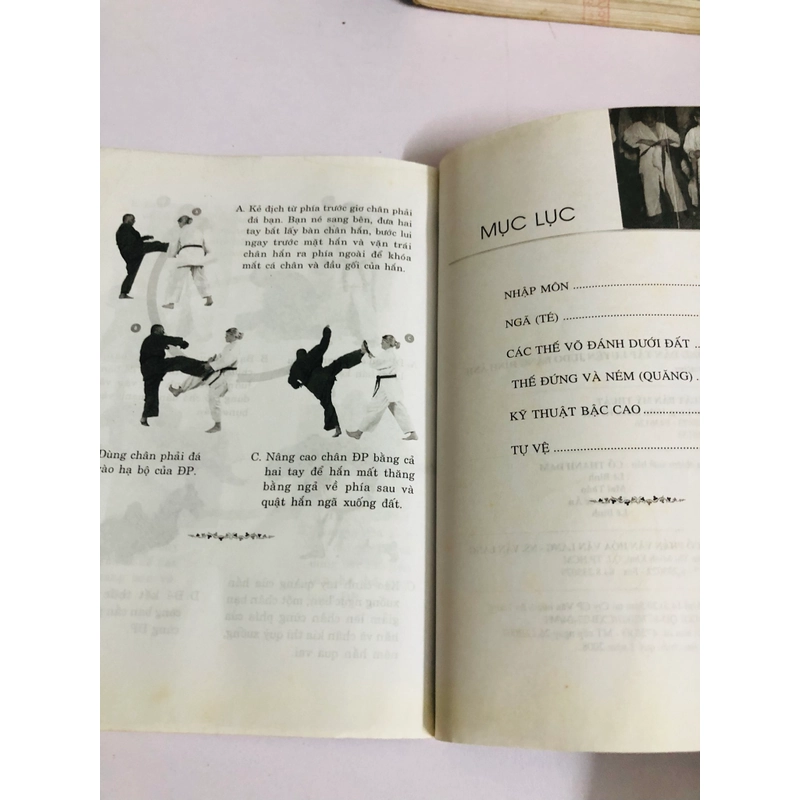 A. Kẻ địch từ phía trước giơ chân phải
đá bạn. Bạn né sang bên, đưa hai
tay bắt lấy bàn chân hắn, bước lui
ngay trước mặt hắn và vặn trái
chân hắn ra phía ngoài để khóa
mắt cá chân và đầu gối của hắn.
Dùng chân phải đá
vào hạ bộ của ĐP.
C. Nâng cao chân ĐP bằng cả
hai tay để hắn mất thăng
bằng ngả về phía sau và
quật hắn ngã xuống đất.
MỤC LỤC
NHẬP MÔN
NGÃ (TÉ)
CÁC THẾ VÕ ĐÁNH DƯỚI ĐẤT
THẾ ĐỨNG VÀ NÉM (QUĂNG)
KỸ THUẬT BẬC CAO
TỰ VỆ